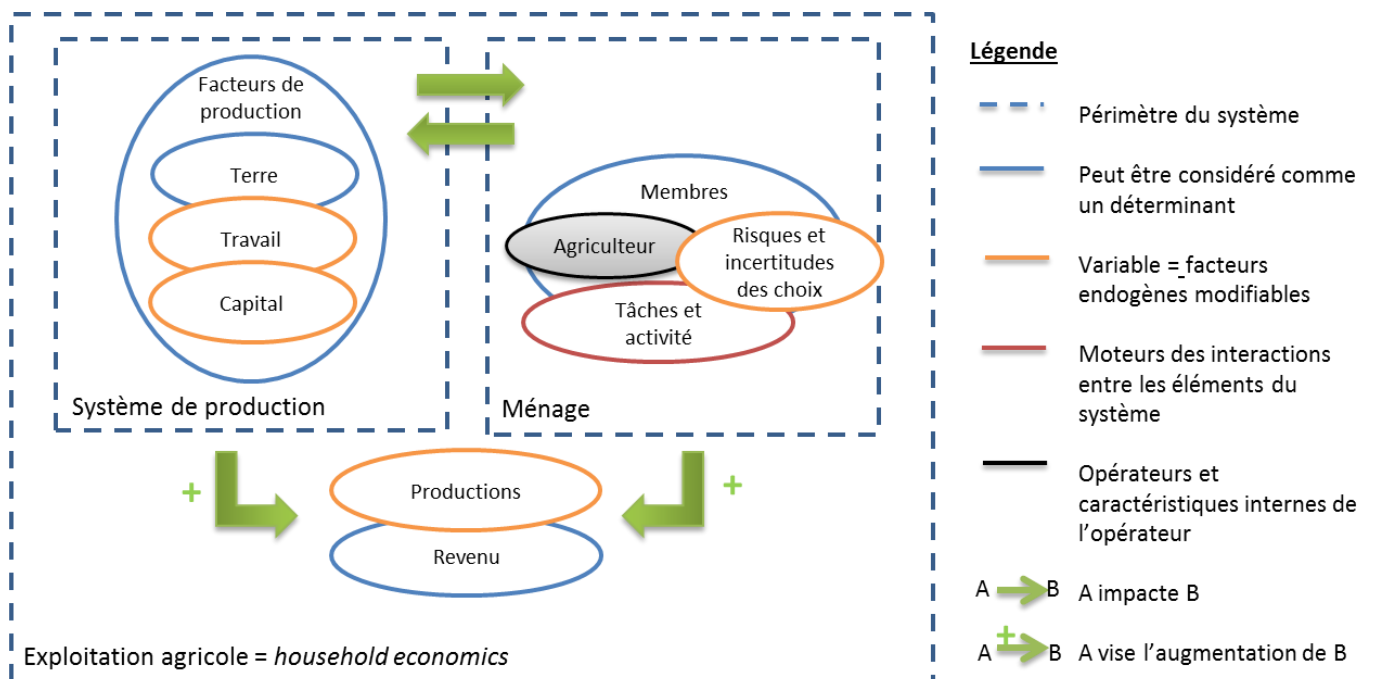 Facteurs de
production
Terre
Travail
Capital
Système de production
Membres
Agriculteur
Risques et
incertitudes
des choix
Tâches et
activité
Ménage
+
+
Productions
Revenu
Exploitation agricole = household economics
Légende
Périmètre du système
Peut être considéré comme
un déterminant
Variable = facteurs
endogènes modifiables
Moteurs des interactions
entre les éléments du
système
Opérateurs et
caractéristiques internes de
l’opérateur
A B A impacte B
A + B A vise l’augmentation de B